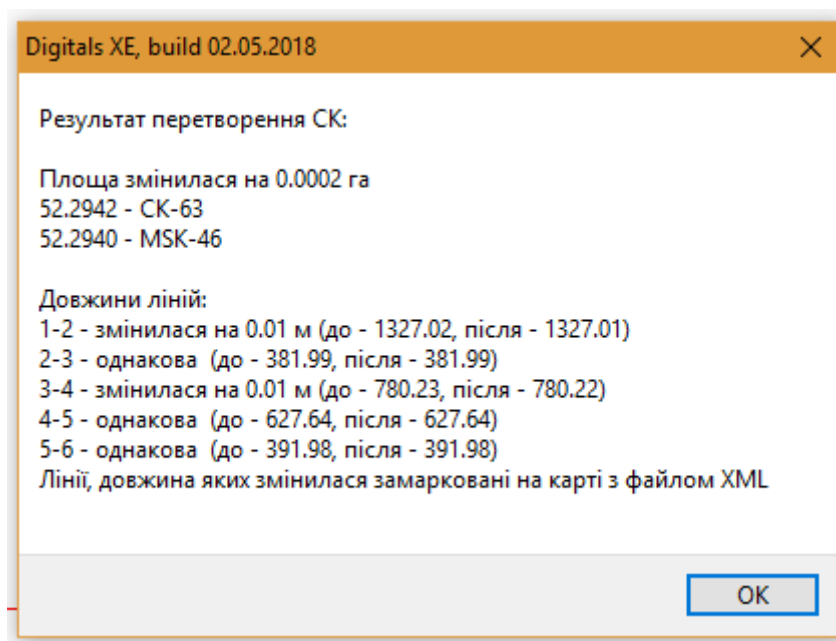 Digitals XE, build 02.05.2018
Результат перетворення СК:
Площа змінилася на 0.0002 га
52.2942 - СК-63
52.2940 - MSK-46
Довжини ліній:
1-2 - змінилася на 0.01 м (до - 1327.02, після - 1327.01)
2-3 - однакова  (до - 381.99, після - 381.99)
3-4 - змінилася на 0.01 м (до - 780.23, після - 780.22)
4-5 - однакова  (до - 627.64, після - 627.64)
5-6 - однакова  (до - 391.98, після - 391.98)
Лінії, довжина яких змінилася замарковані на карті з файлом XML
OK